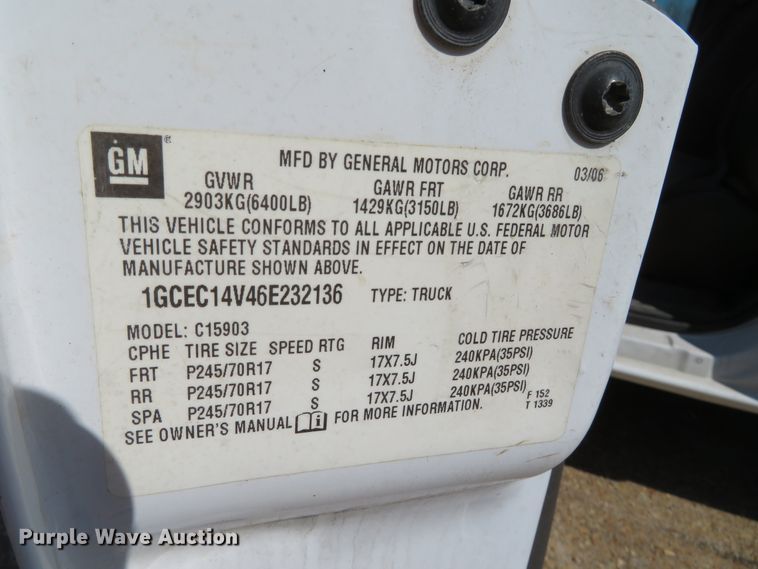 GM
MFD BY GENERAL MOTORS CORP. 03/06
GVWR GAWR FRT GAWR RR
2903KG(6400LB) 1429KG(3150LB) 1672KG(3686LB)
THIS VEHICLE CONFORMS TO ALL APPLICABLE U.S. FEDERAL MOTOR
VEHICLE SAFETY STANDARDS IN EFFECT ON THE DATE OF
MANUFACTURE SHOWN ABOVE.
1GCEC14V46E232136 TYPE: TRUCK
MODEL: C15903
CPHE TIRE SIZE SPEED RTG RIM COLD TIRE PRESSURE
FRT P245/70R17 S 17X7.5J 240KPA(35PSI)
RR P245/70R17 S 17X7.5J 240KPA(35PSI)
SPA P245/70R17 S 17X7.5J 240KPA(35PSI)
SEE OWNER'S MANUAL FOR MORE INFORMATION.
F 152
T 1339
Purple Wave Auction